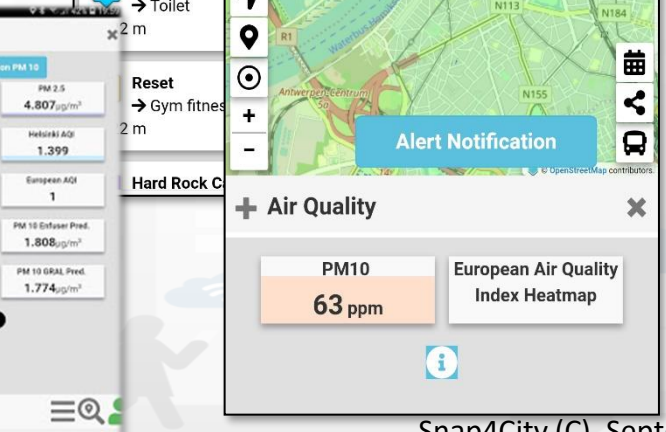 on PM 10
PM 2.5
4.807µg/m³
Helsinki AQI
1.399
European AQI
1
PM 10 Enfuser Pred.
1.808µg/m³
PM 10 GRAL Pred.
1.774µg/m³
→ Toilet
2 m
Reset
→ Gym fitnes
2 m
Hard Rock C
N113
N184
R1
Waterbus Hem
Antwerpen-Centrum
5a
N155
+
−
Alert Notification
© OpenStreetMap contributors.
+ Air Quality
PM10
63 ppm
European Air Quality
Index Heatmap
i
Snap4City (C), Sept